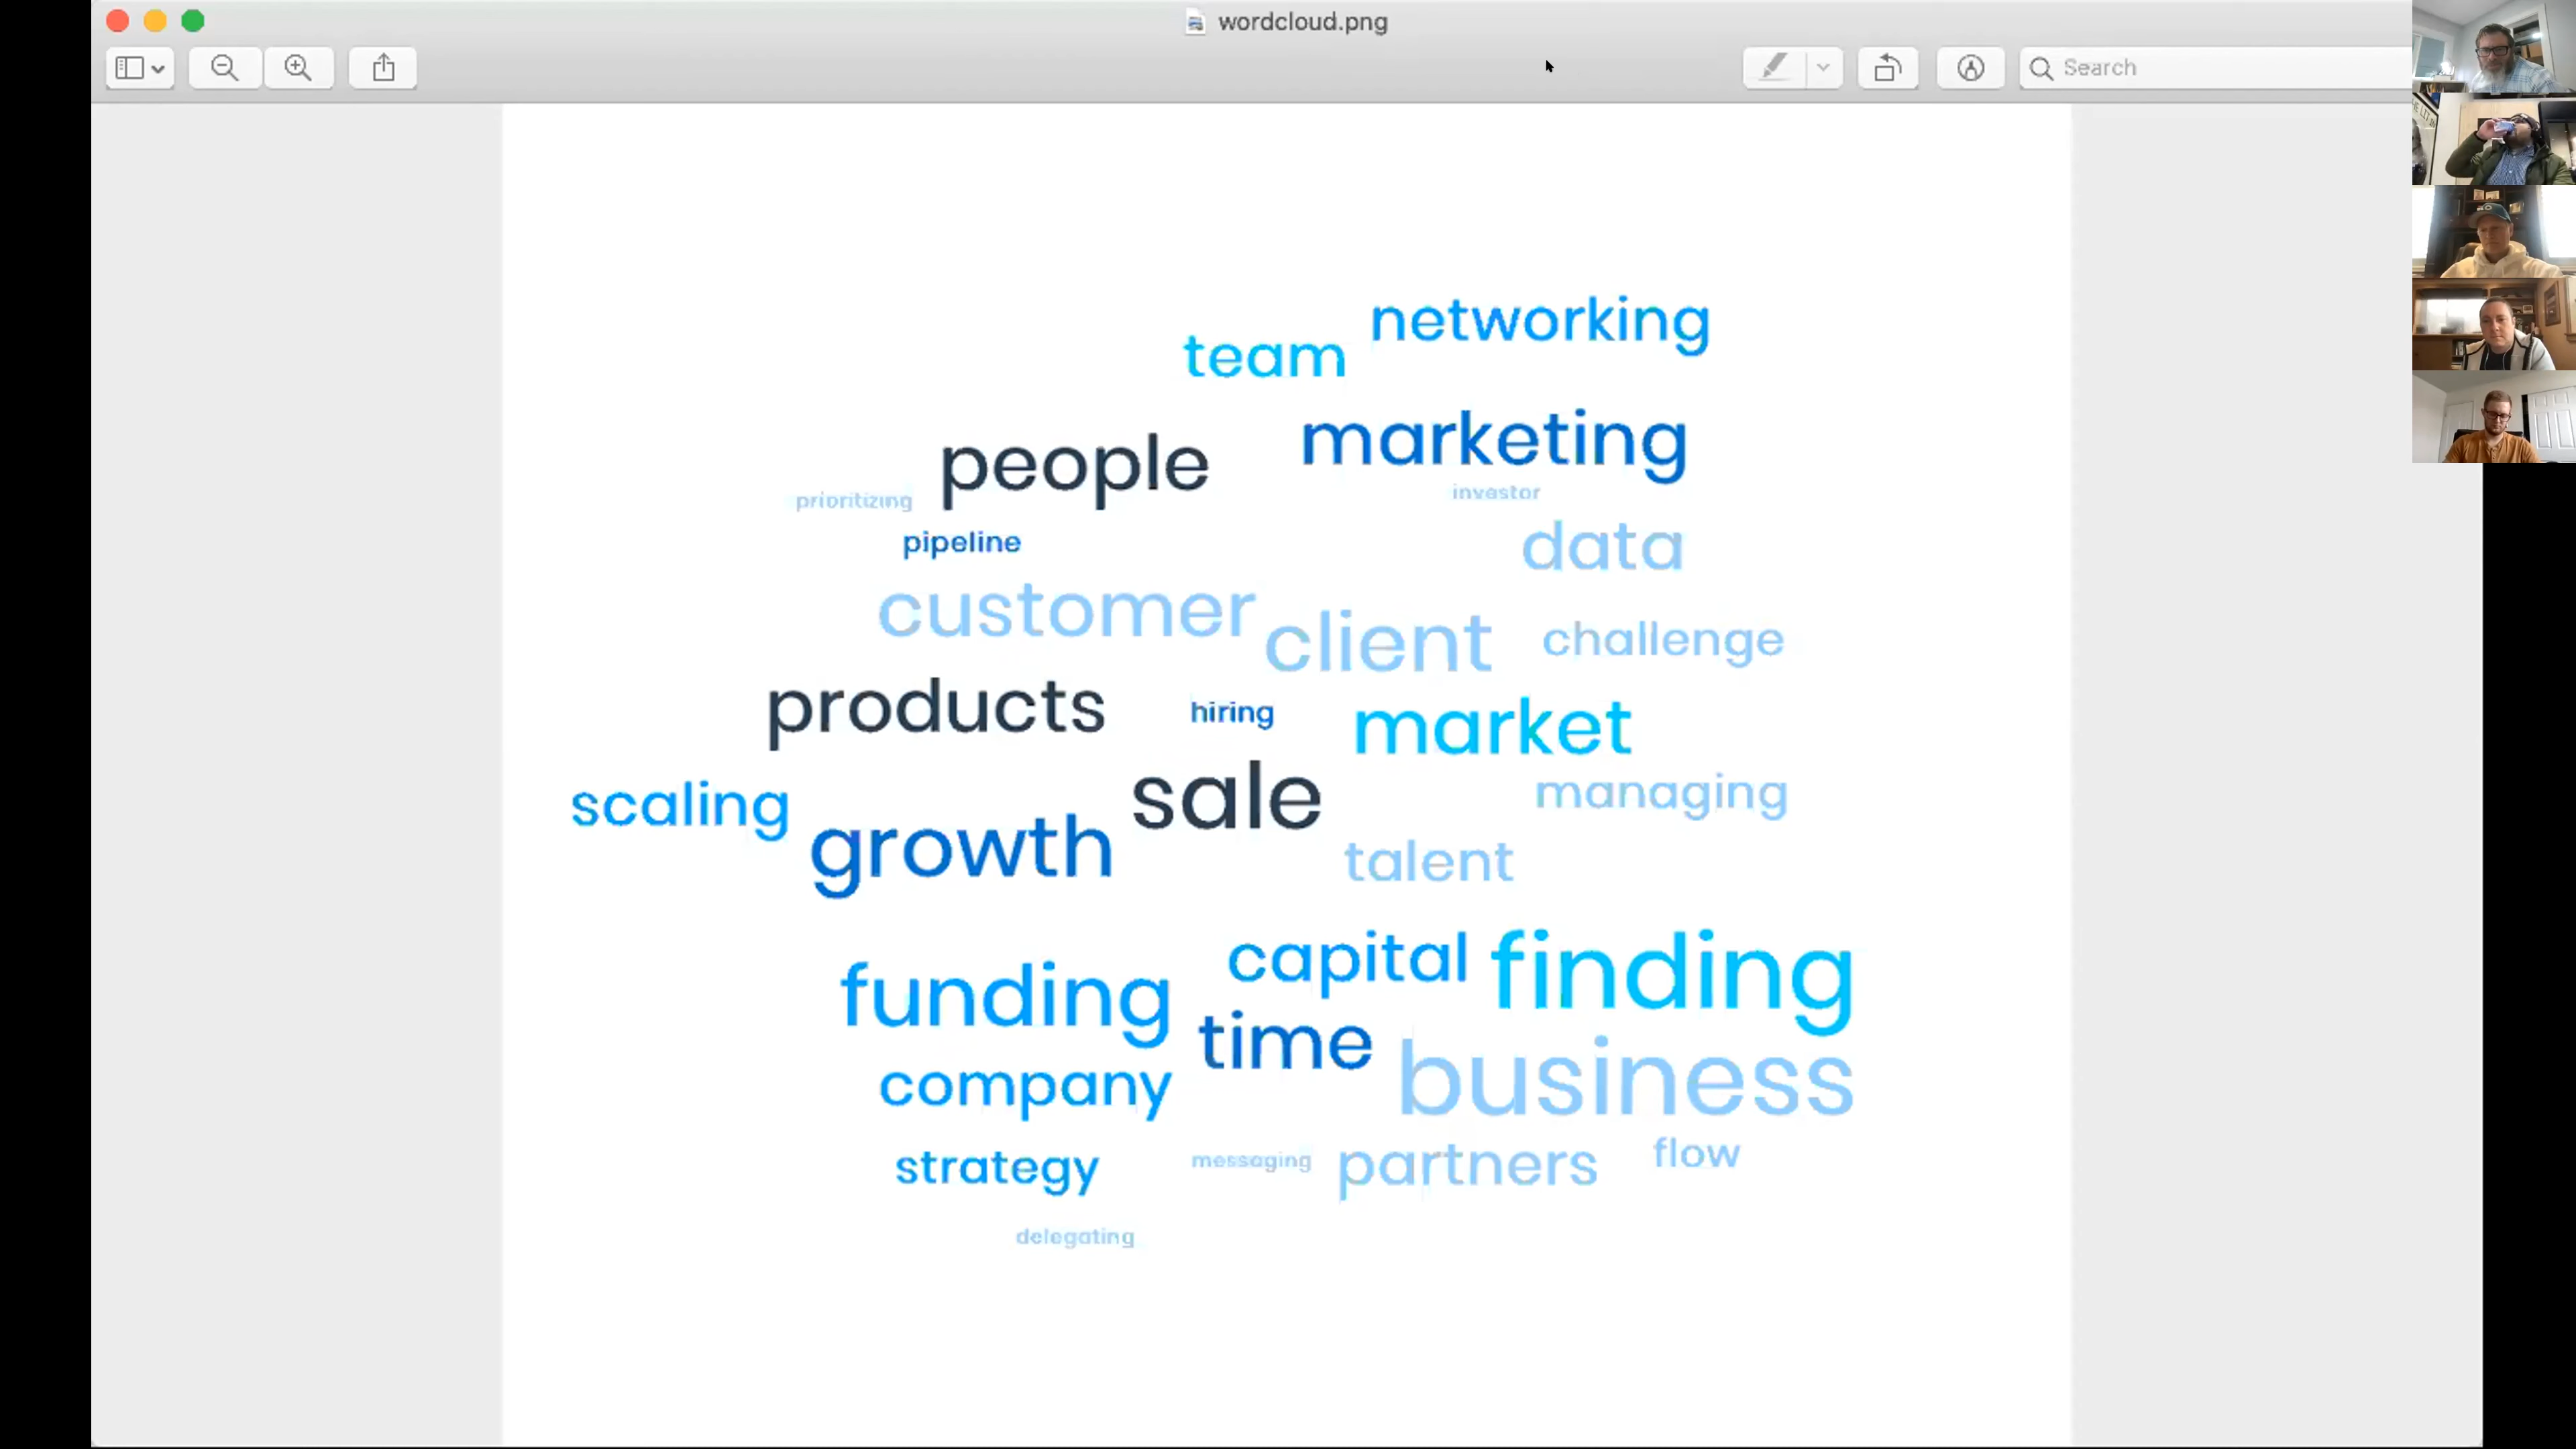 wordcloud.png
Search
networking
team
marketing
people
investor
prioritizing
pipeline
data
customer
client
challenge
products
hiring
market
sale
managing
scaling
growth
talent
capital
finding
funding
time
company
business
strategy
messaging
partners
flow
delegating